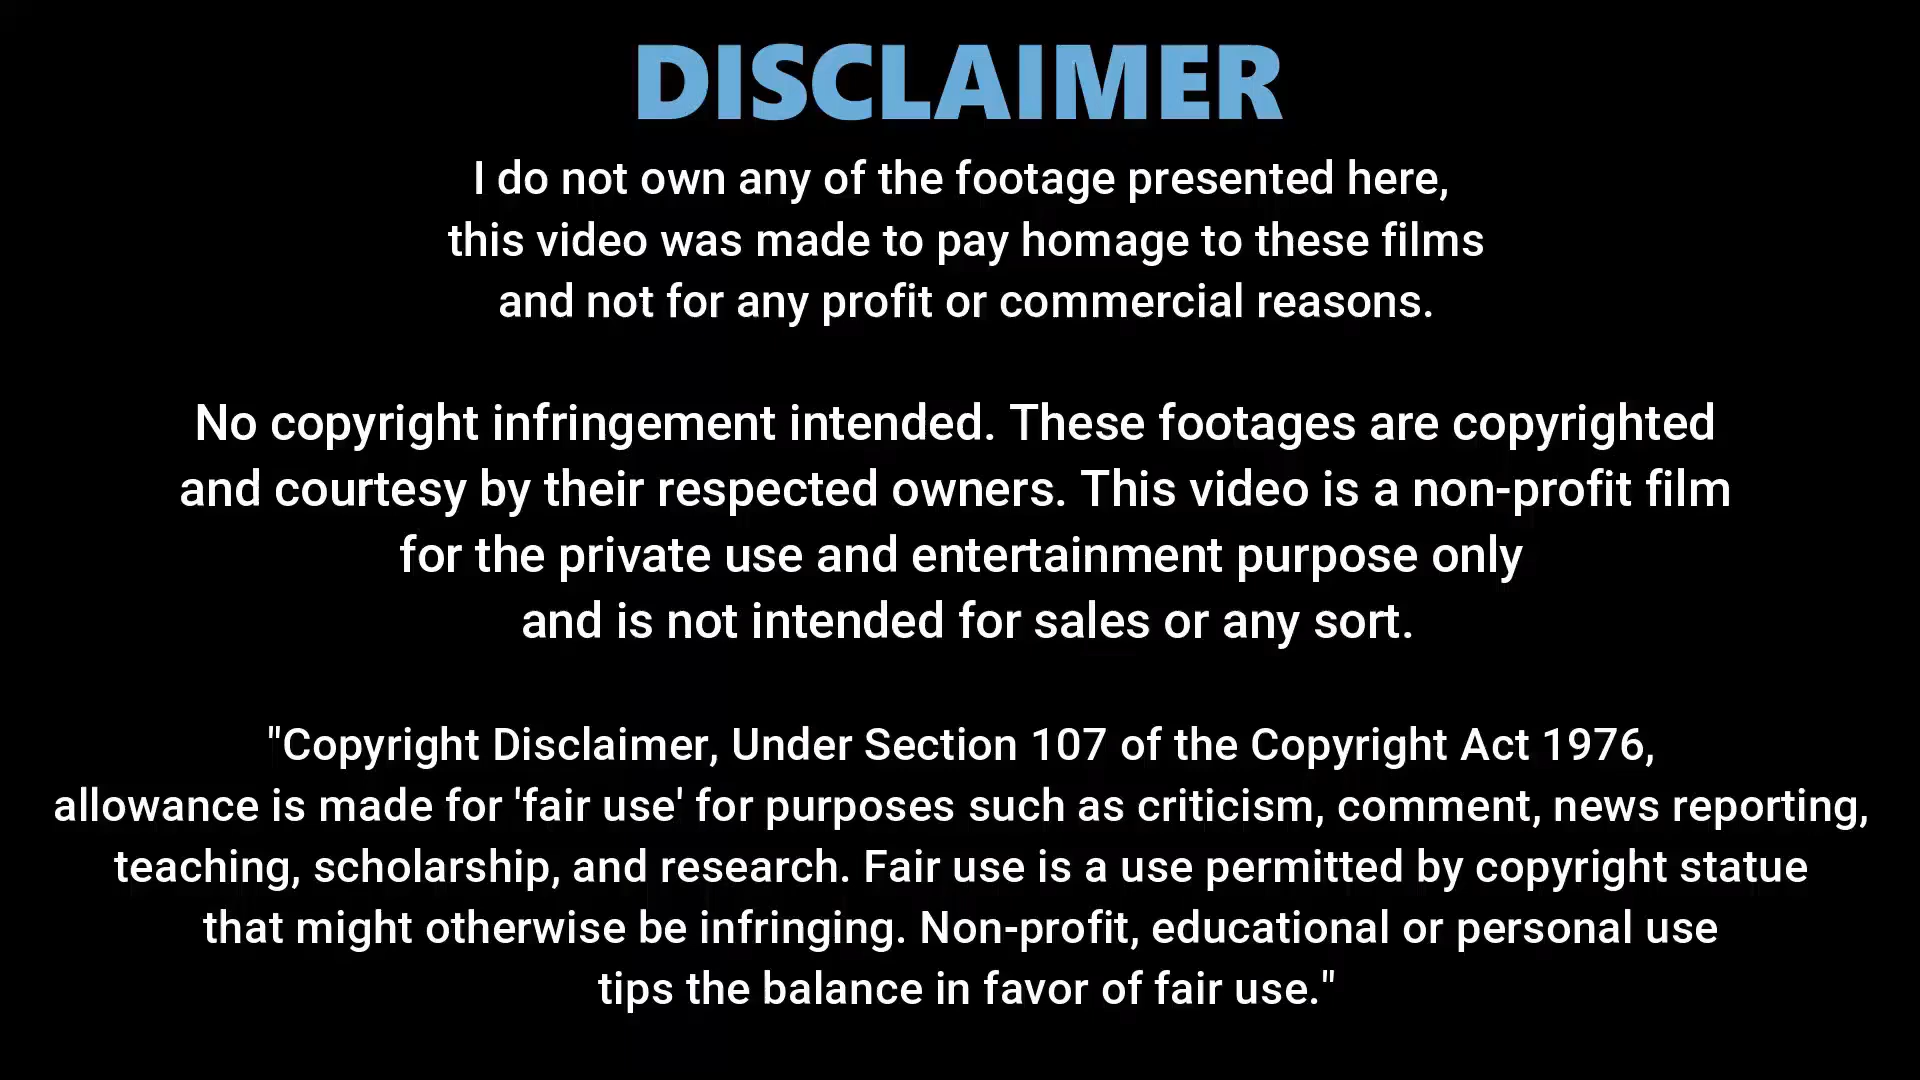 DISCLAIMER
I do not own any of the footage presented here,
this video was made to pay homage to these films
and not for any profit or commercial reasons.
No copyright infringement intended. These footages are copyrighted
and courtesy by their respected owners. This video is a non-profit film
for the private use and entertainment purpose only
and is not intended for sales or any sort.
"Copyright Disclaimer, Under Section 107 of the Copyright Act 1976,
allowance is made for 'fair use' for purposes such as criticism, comment, news reporting,
teaching, scholarship, and research. Fair use is a use permitted by copyright statue
that might otherwise be infringing. Non-profit, educational or personal use
tips the balance in favor of fair use."